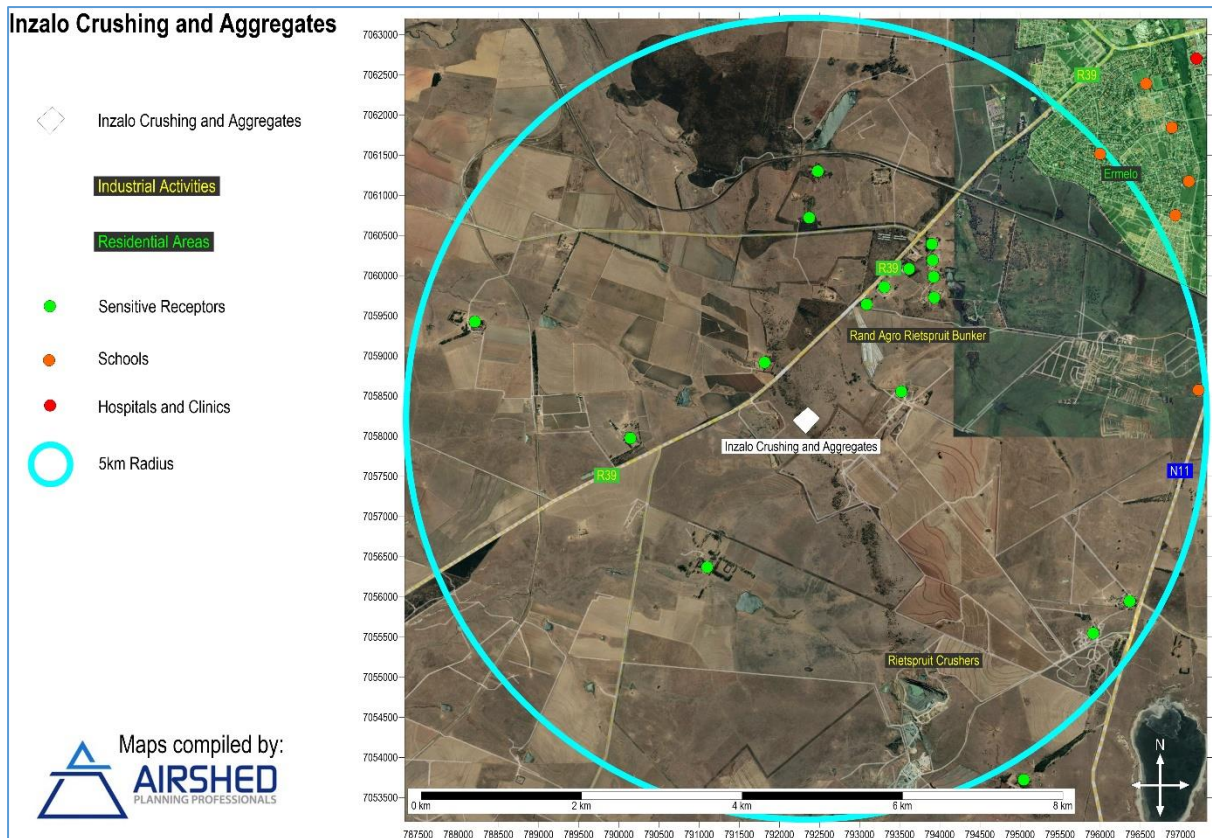 Inzalo Crushing and Aggregates
Inzalo Crushing and Aggregates
Industrial Activities
Residential Areas
Sensitive Receptors
Schools
Hospitals and Clinics
5km Radius
Maps compiled by:
AIRSHED
PLANNING PROFESSIONALS
7063000
7062500
7062000
7061500
7061000
7060500
7060000
7059500
7059000
7058500
7058000
7057500
7057000
7056500
7056000
7055500
7055000
7054500
7054000
7053500
R39
Ermelo
R39
Rand Agro Rietspruit Bunker
Inzalo Crushing and Aggregates
R39
N11
Rietspruit Crushers
N
0 km 2 km 4 km 6 km 8 km
787500 788000 788500 789000 789500 790000 790500 791000 791500 792000 792500 793000 793500 794000 794500 795000 795500 796000 796500 797000